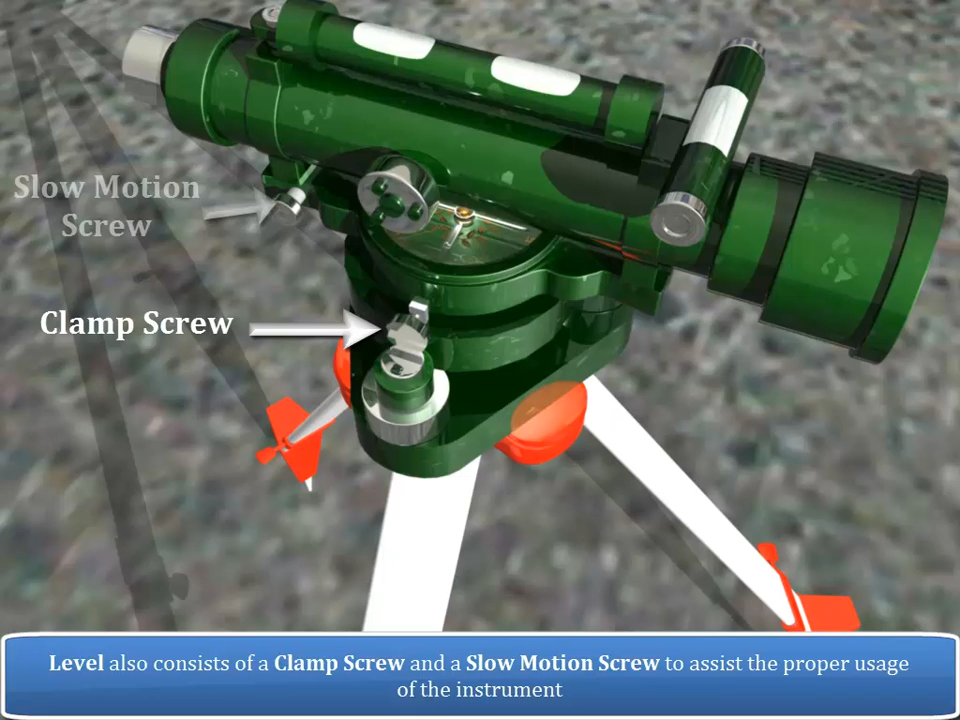 Slow Motion
Screw
Clamp Screw
Level also consists of a Clamp Screw and a Slow Motion Screw to assist the proper usage
of the instrument